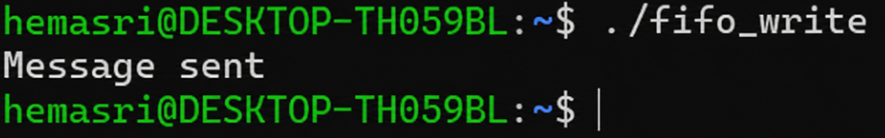 hemasri@DESKTOP-TH059BL:~$ ./fifo_write
Message sent
hemasri@DESKTOP-TH059BL:~$